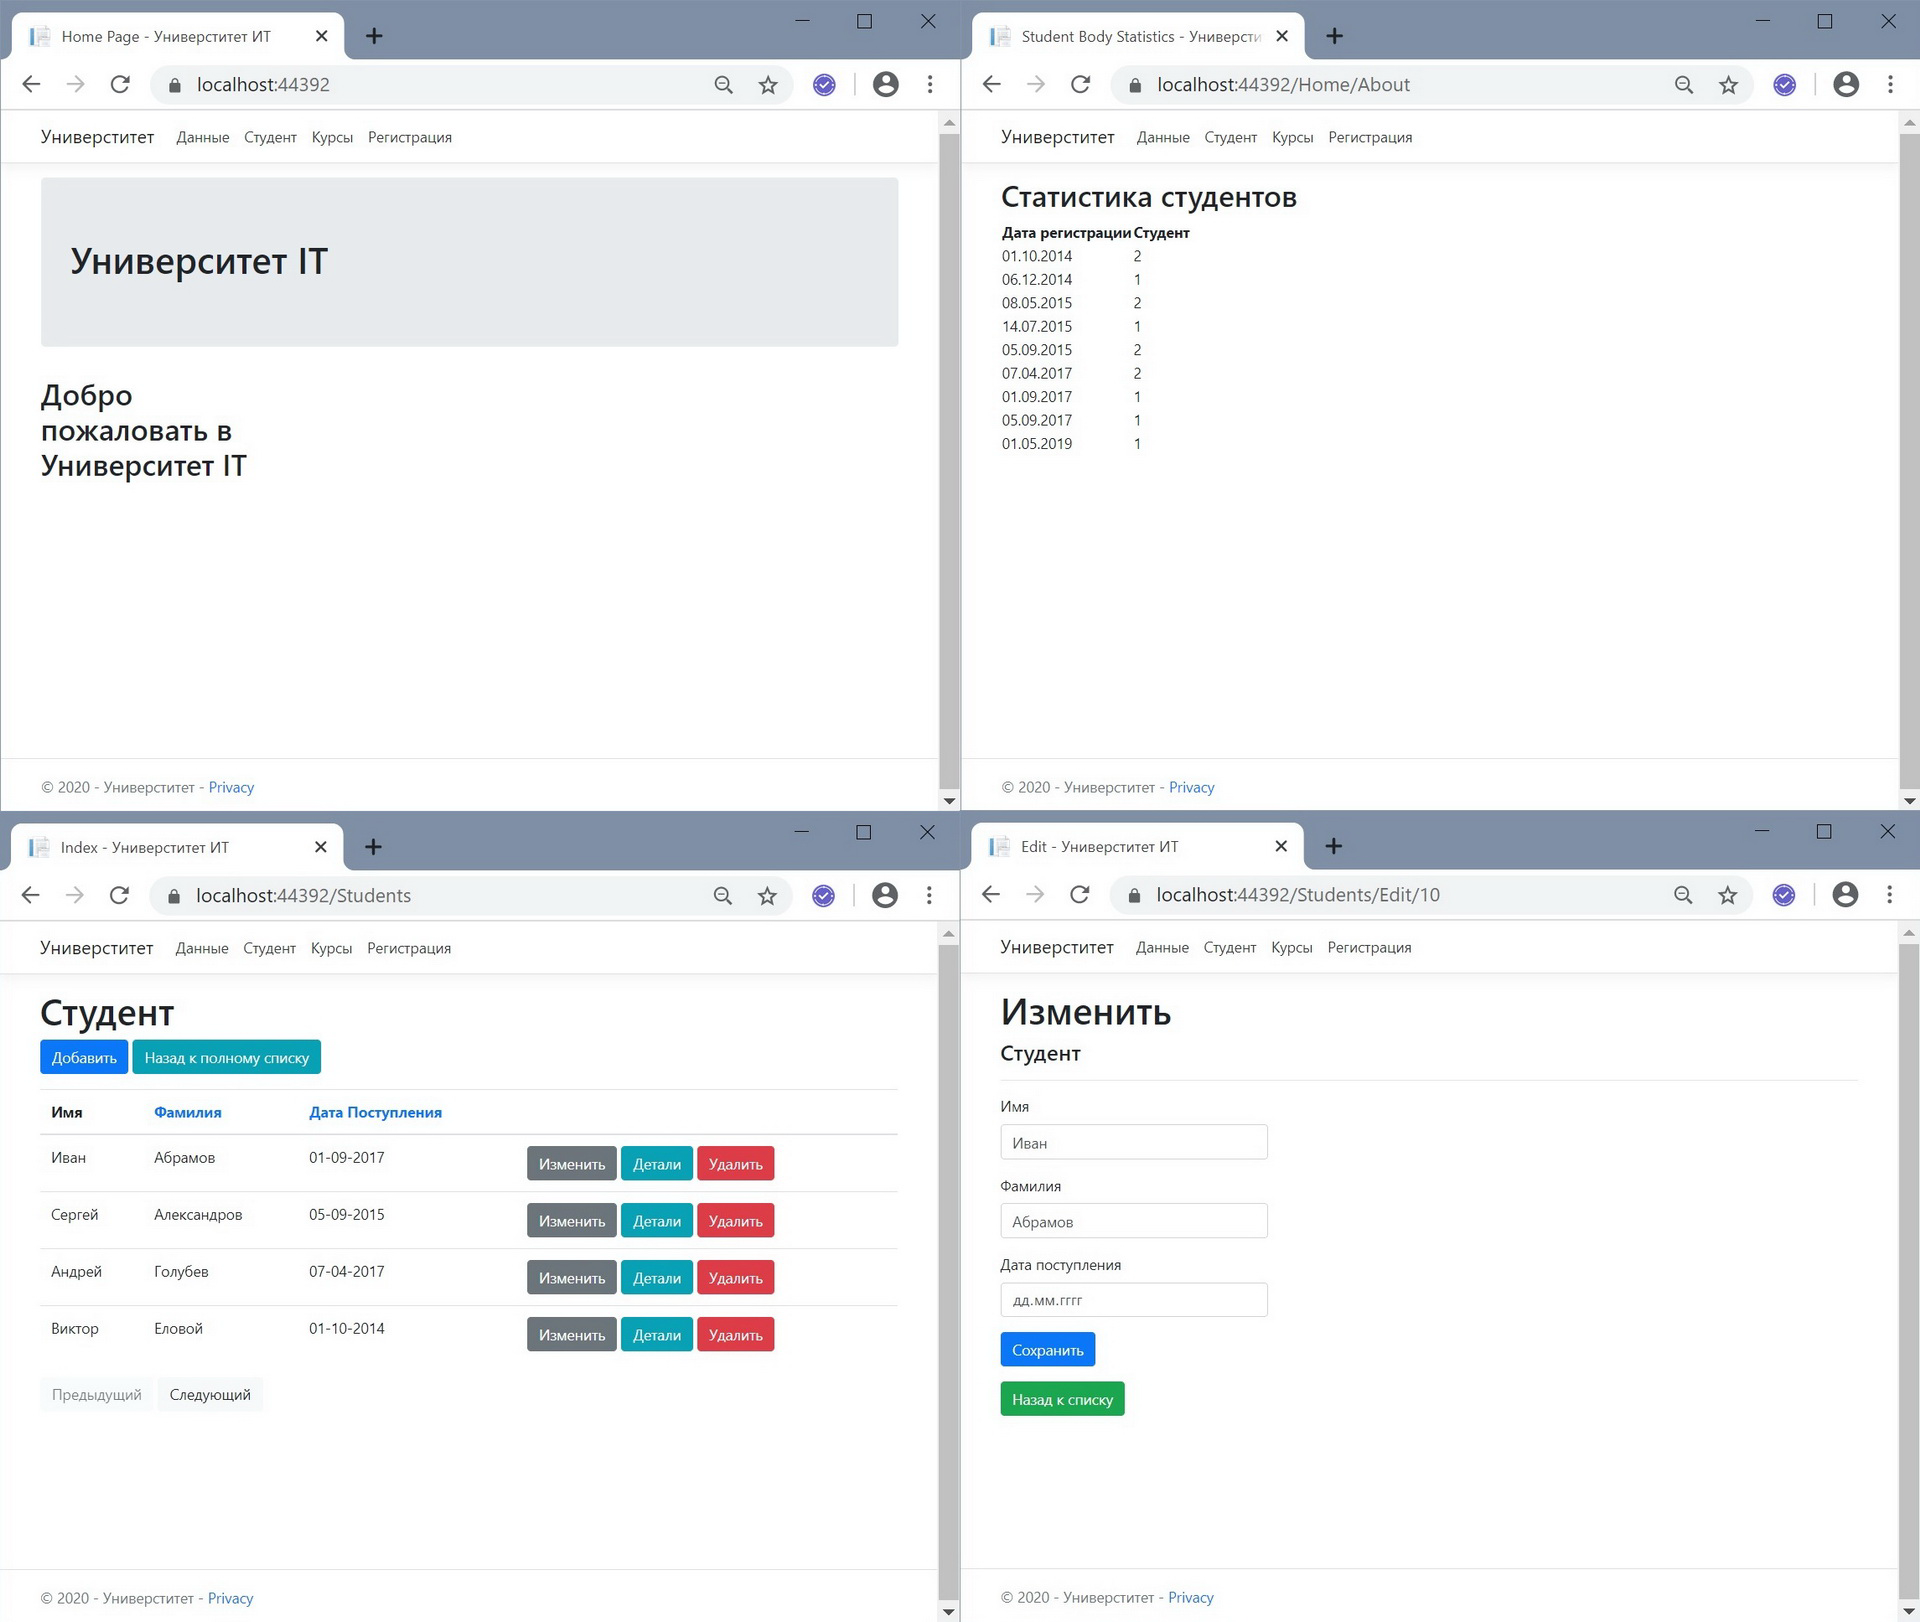 Home Page - Универститет ИТ
localhost:44392
Универститет Данные Студент Курсы Регистрация
Университет IT
Добро
пожаловать в
Университет IT
© 2020 - Универститет - Privacy
Student Body Statistics - Универсти
localhost:44392/Home/About
Универститет Данные Студент Курсы Регистрация
Статистика студентов
Дата регистрации Студент
01.10.2014 2
06.12.2014 1
08.05.2015 2
14.07.2015 1
05.09.2015 2
07.04.2017 2
01.09.2017 1
05.09.2017 1
01.05.2019 1
© 2020 - Универститет - Privacy
Index - Универститет ИТ
localhost:44392/Students
Универститет Данные Студент Курсы Регистрация
Студент
Добавить Назад к полному списку
Имя Фамилия Дата Поступления
Иван Абрамов 01-09-2017 Изменить Детали Удалить
Сергей Александров 05-09-2015 Изменить Детали Удалить
Андрей Голубев 07-04-2017 Изменить Детали Удалить
Виктор Еловой 01-10-2014 Изменить Детали Удалить
Предыдущий Следующий
© 2020 - Универститет - Privacy
Edit - Универститет ИТ
localhost:44392/Students/Edit/10
Универститет Данные Студент Курсы Регистрация
Изменить
Студент
Имя
Иван
Фамилия
Абрамов
Дата поступления
дд.мм.гггг
Сохранить
Назад к списку
© 2020 - Универститет - Privacy